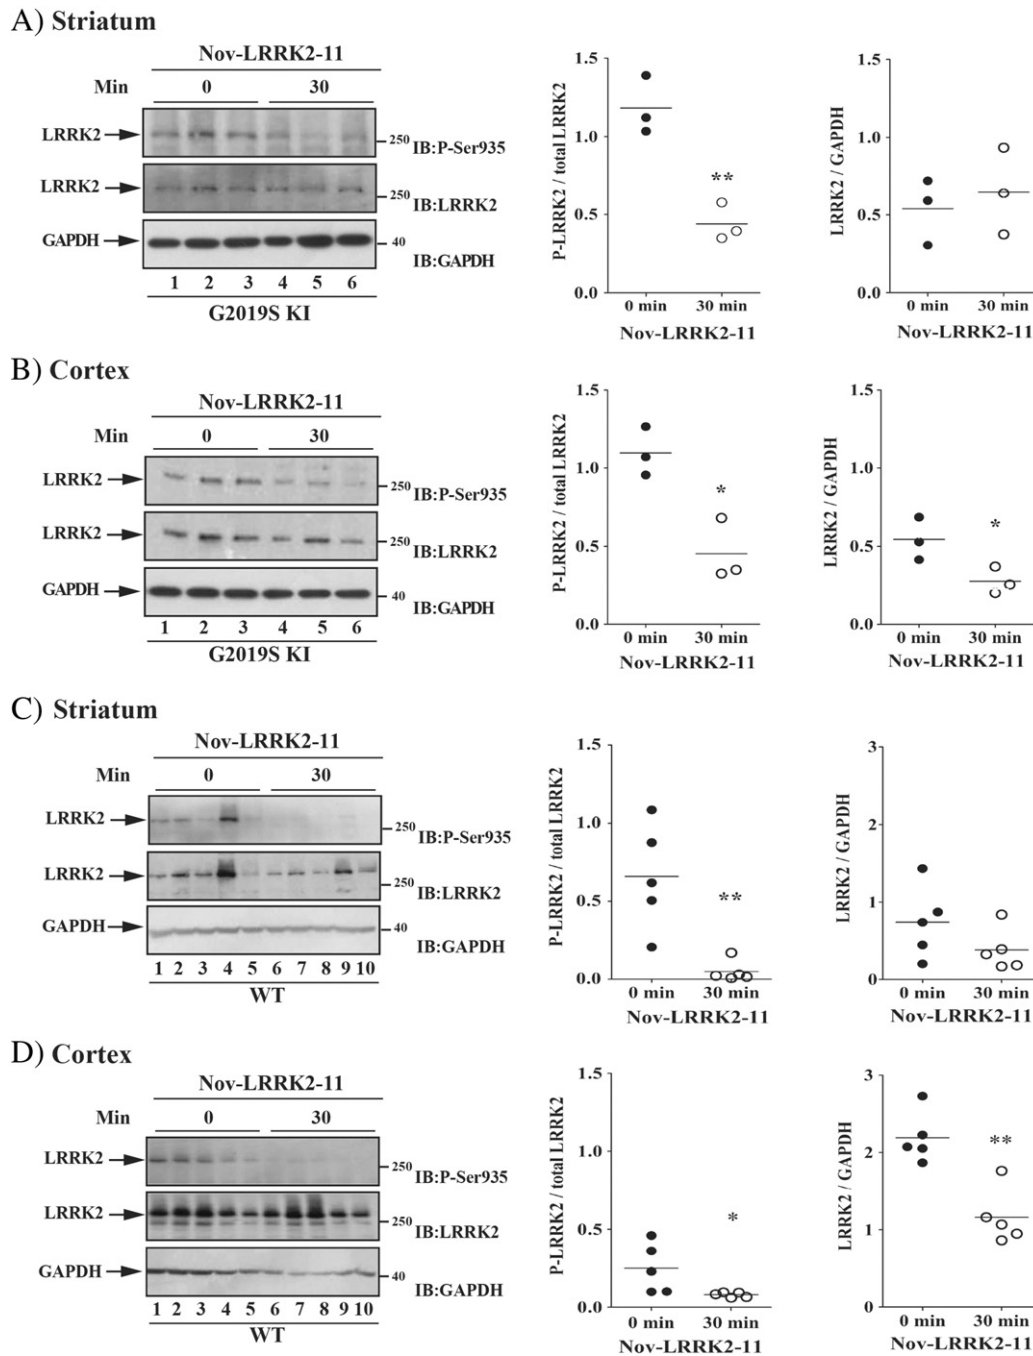 A) Striatum
Nov-LRRK2-11
Min 0 30
LRRK2 250 IB:P-Ser935
LRRK2 250 IB:LRRK2
GAPDH 40 IB:GAPDH
1 2 3 4 5 6
G2019S KI
P-LRRK2 / total LRRK2
1.5
1.0
0.5
0.0
**
0 min 30 min
Nov-LRRK2-11
LRRK2 / GAPDH
1.5
1.0
0.5
0.0
0 min 30 min
Nov-LRRK2-11
B) Cortex
Nov-LRRK2-11
Min 0 30
LRRK2 250 IB:P-Ser935
LRRK2 250 IB:LRRK2
GAPDH 40 IB:GAPDH
1 2 3 4 5 6
G2019S KI
P-LRRK2 / total LRRK2
1.5
1.0
0.5
0.0
*
0 min 30 min
Nov-LRRK2-11
LRRK2 / GAPDH
1.5
1.0
0.5
0.0
*
0 min 30 min
Nov-LRRK2-11
C) Striatum
Nov-LRRK2-11
Min 0 30
LRRK2 250 IB:P-Ser935
LRRK2 250 IB:LRRK2
GAPDH 40 IB:GAPDH
1 2 3 4 5 6 7 8 9 10
WT
P-LRRK2 / total LRRK2
1.5
1.0
0.5
0.0
**
0 min 30 min
Nov-LRRK2-11
LRRK2 / GAPDH
3
2
1
0
0 min 30 min
Nov-LRRK2-11
D) Cortex
Nov-LRRK2-11
Min 0 30
LRRK2 250 IB:P-Ser935
LRRK2 250 IB:LRRK2
GAPDH 40 IB:GAPDH
1 2 3 4 5 6 7 8 9 10
WT
P-LRRK2 / total LRRK2
1.5
1.0
0.5
0.0
*
0 min 30 min
Nov-LRRK2-11
LRRK2 / GAPDH
3
2
1
0
**
0 min 30 min
Nov-LRRK2-11